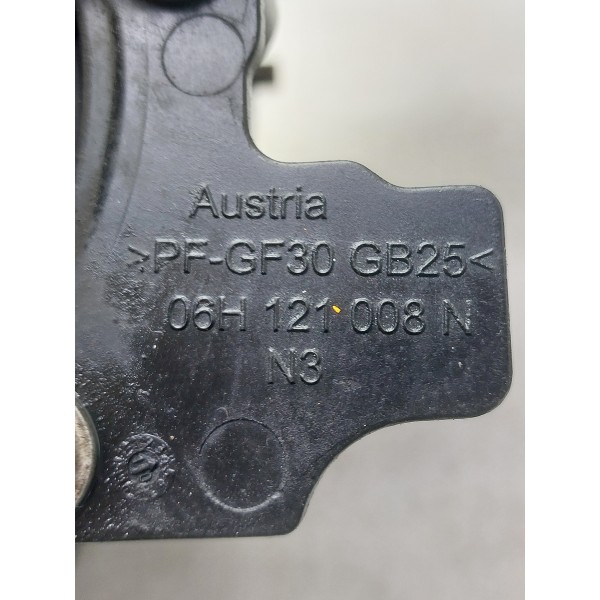 Austria
>PF-GF30 GB25<
06H 121 008 N
N3